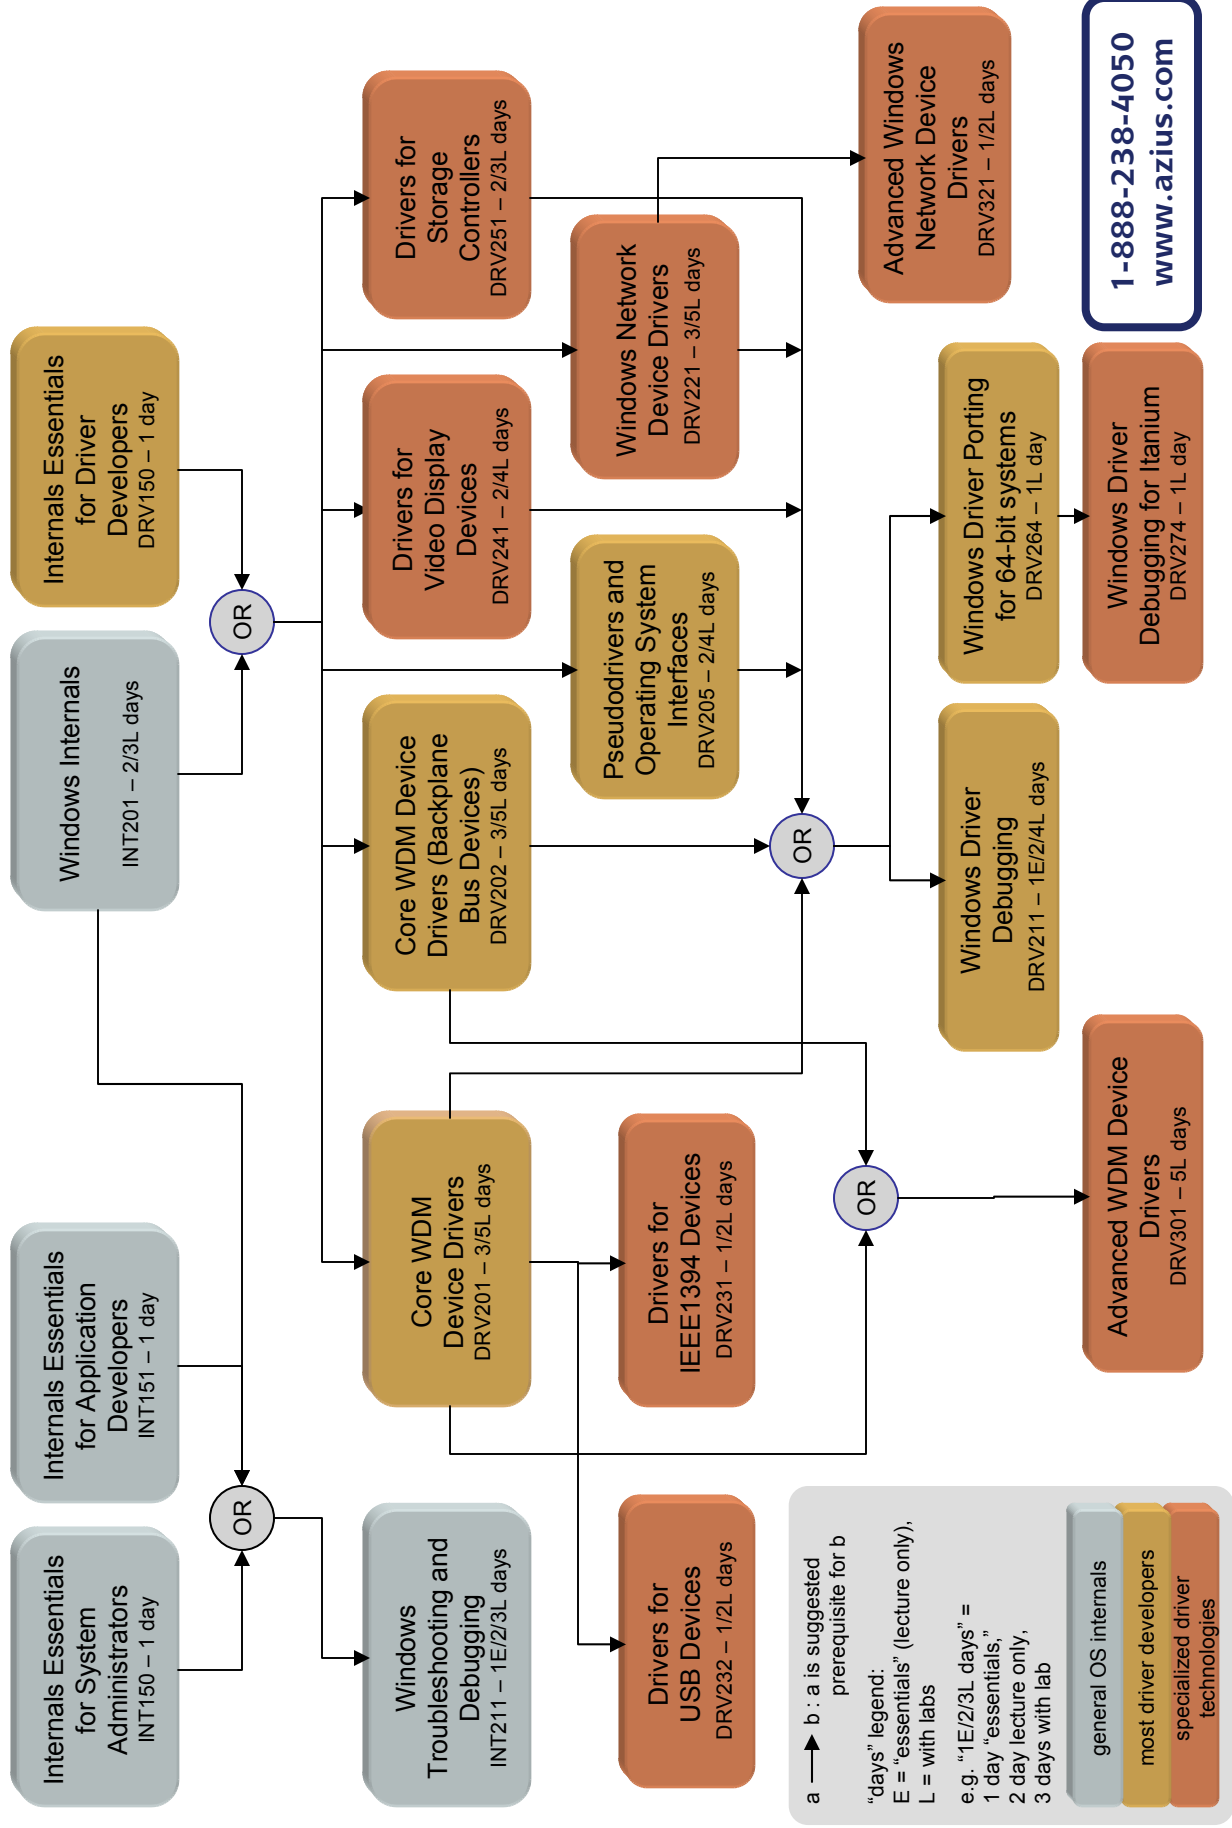 Internals Essentials
for System
Administrators
INT150 – 1 day
Internals Essentials
for Application
Developers
INT151 – 1 day
Windows Internals
INT201 – 2/3L days
Internals Essentials
for Driver
Developers
DRV150 – 1 day
OR
OR
Windows
Troubleshooting and
Debugging
INT211 – 1E/2/3L days
Core WDM
Device Drivers
DRV201 – 3/5L days
Core WDM Device
Drivers (Backplane
Bus Devices)
DRV202 – 3/5L days
Drivers for
Video Display
Devices
DRV241 – 2/4L days
Drivers for
Storage
Controllers
DRV251 – 2/3L days
Pseudodrivers and
Operating System
Interfaces
DRV205 – 2/4L days
Windows Network
Device Drivers
DRV221 – 3/5L days
Drivers for
USB Devices
DRV232 – 1/2L days
Drivers for
IEEE1394 Devices
DRV231 – 1/2L days
OR
OR
Advanced Windows
Network Device
Drivers
DRV321 – 1/2L days
Windows Driver
Debugging
DRV211 – 1E/2/4L days
Windows Driver Porting
for 64-bit systems
DRV264 – 1L day
Advanced WDM Device
Drivers
DRV301 – 5L days
Windows Driver
Debugging for Itanium
DRV274 – 1L day
a b : a is suggested
prerequisite for b
“days” legend:
E = “essentials” (lecture only),
L = with labs
e.g. “1E/2/3L days” =
1 day “essentials,”
2 day lecture only,
3 days with lab
general OS internals
most driver developers
specialized driver
technologies
1-888-238-4050
www.azius.com